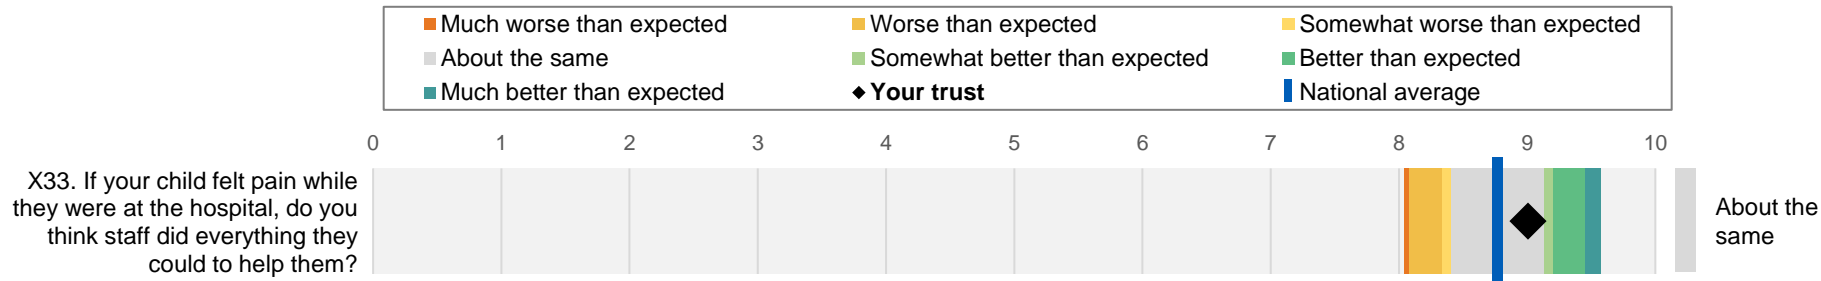 Much worse than expected
Worse than expected
Somewhat worse than expected
About the same
Somewhat better than expected
Better than expected
Much better than expected
Your trust
National average
0 1 2 3 4 5 6 7 8 9 10
X33. If your child felt pain while
they were at the hospital, do you
think staff did everything they
could to help them?
About the
same